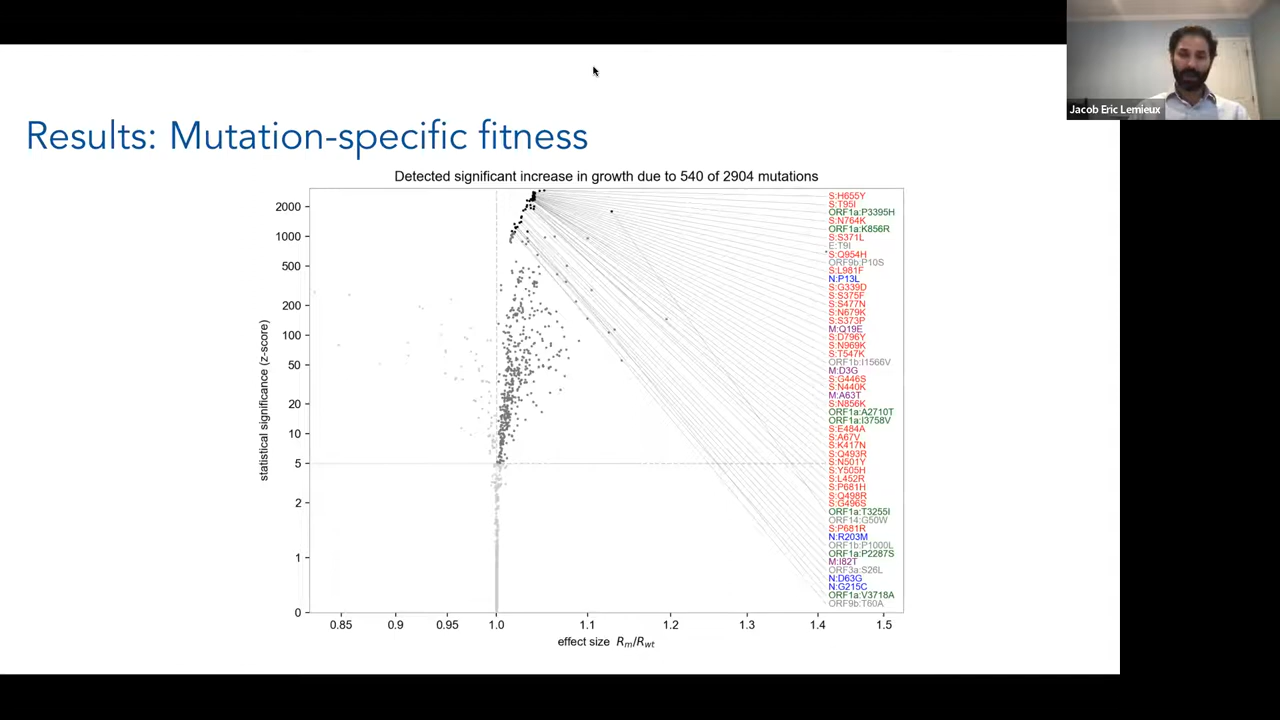 Jacob Eric Lemieux
Results: Mutation-specific fitness
Detected significant increase in growth due to 540 of 2904 mutations
statistical significance (z-score)
2000
1000
500
200
100
50
20
10
5
2
1
0
0.85 0.9 0.95 1.0 1.1 1.2 1.3 1.4 1.5
effect size Rm/Rwt
S:H655Y
S:T95I
ORF1a:P3395H
S:N764K
ORF1a:K856R
S:S371L
E:T9I
S:Q954H
ORF9b:P10S
S:L981F
N:P13L
S:G339D
S:S375F
S:S477N
S:N679K
S:S373P
M:Q19E
S:D796Y
S:N969K
S:T547K
ORF1b:I1566V
M:D3G
S:G446S
S:N440K
M:A63T
S:N856K
ORF1a:A2710T
ORF1a:I3758V
S:E484A
S:A67V
S:K417N
S:Q493R
S:N501Y
S:Y505H
S:L452R
S:P681H
S:Q498R
S:G496S
ORF1a:T3255I
ORF14:G50W
S:P681R
N:R203M
ORF1b:P1000L
ORF1a:P2287S
M:I82T
ORF3a:S26L
N:D63G
N:G215C
ORF1a:V3718A
ORF9b:T60A